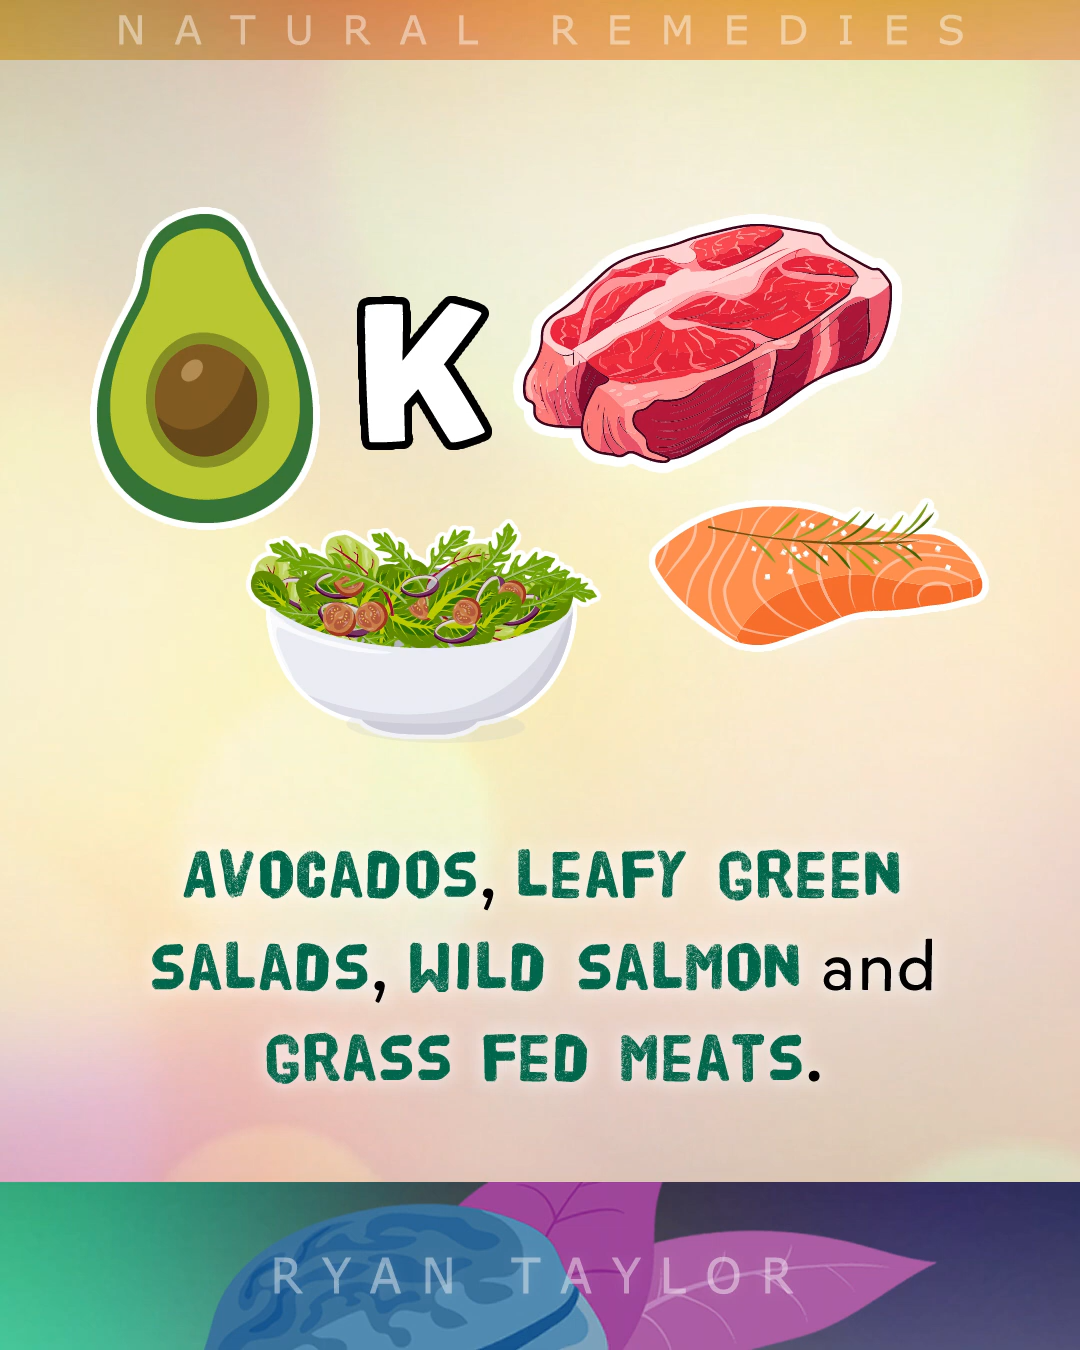 NATURAL REMEDIES
K
AVOCADOS, LEAFY GREEN
SALADS, WILD SALMON and
GRASS FED MEATS.
RYAN TAYLOR